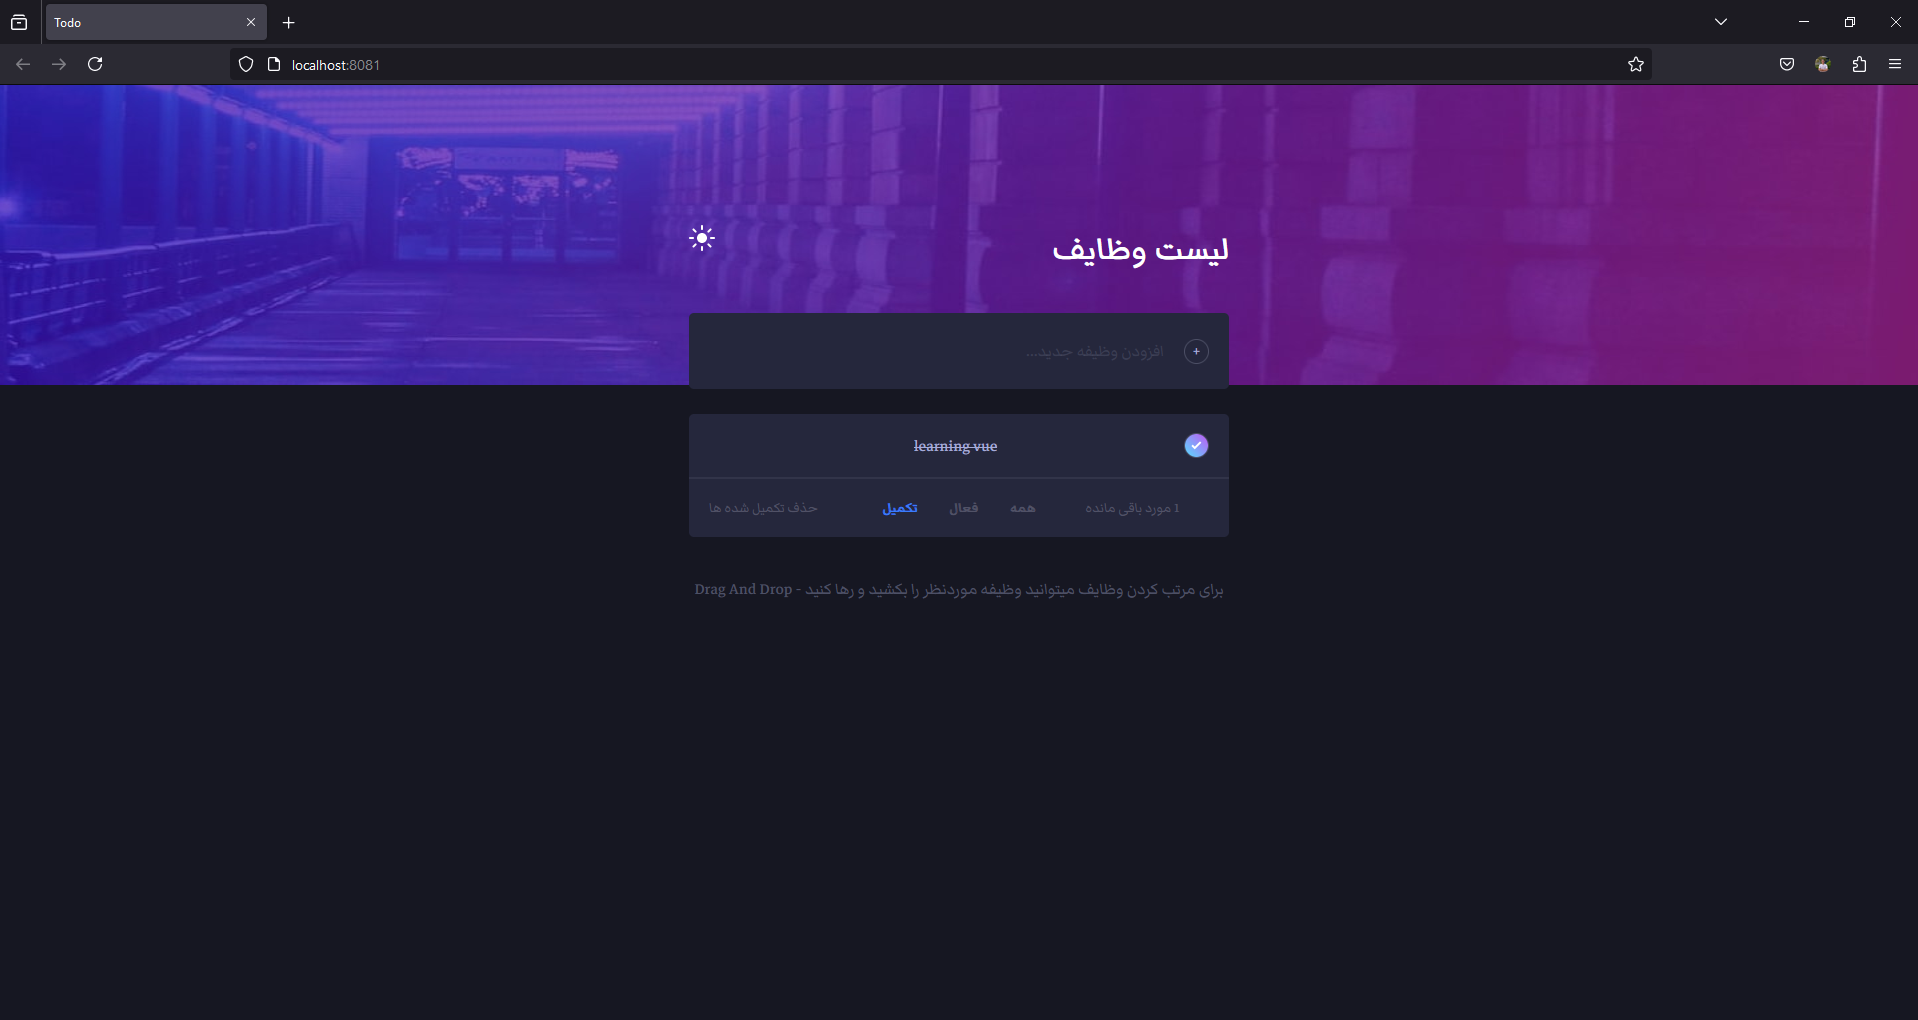 Todo
localhost:8081
لیست وظایف
افزودن وظیفه جدید...
learning vue
1 مورد باقی مانده همه فعال تکمیل حذف تکمیل شده ها
برای مرتب کردن وظایف میتوانید وظیفه موردنظر را بکشید و رها کنید - Drag And Drop